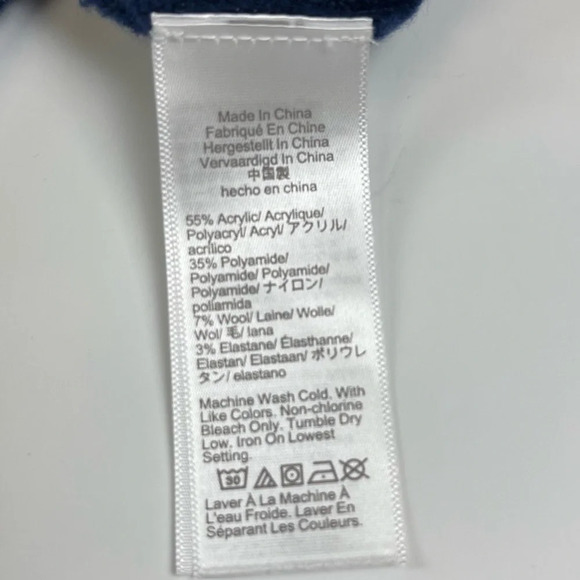 Made In China
Fabriqué En Chine
Hergestellt In China
Vervaardigd In China
中国製
hecho en china
55% Acrylic/ Acrylique/
Polyacryl/ Acryl/ アクリル/
acrílico
35% Polyamide/
Polyamide/ Polyamide/
Polyamide/ ナイロン/
poliamida
7% Wool/ Laine/ Wolle/
Wol/ 毛/ lana
3% Elastane/ Élasthanne/
Elastan/ Elastaan/ ポリウレ
タン/ elastano
Machine Wash Cold. With
Like Colors. Non-chlorine
Bleach Only. Tumble Dry
Low. Iron On Lowest
Setting.
30
Laver À La Machine À
L'eau Froide. Laver En
Séparant Les Couleurs.